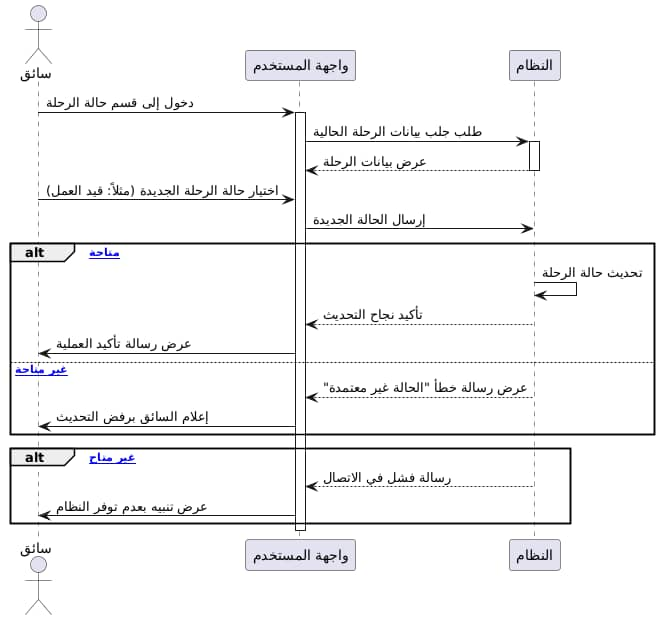 سائق
واجهة المستخدم
النظام
دخول إلى قسم حالة الرحلة
طلب جلب بيانات الرحلة الحالية
عرض بيانات الرحلة
اختيار حالة الرحلة الجديدة (مثلاً: قيد العمل)
إرسال الحالة الجديدة
alt متاحة
تحديث حالة الرحلة
تأكيد نجاح التحديث
عرض رسالة تأكيد العملية
غير متاحة
عرض رسالة خطأ "الحالة غير معتمدة"
إعلام السائق برفض التحديث
alt غير متاح
رسالة فشل في الاتصال
عرض تنبيه بعدم توفر النظام
سائق
واجهة المستخدم
النظام